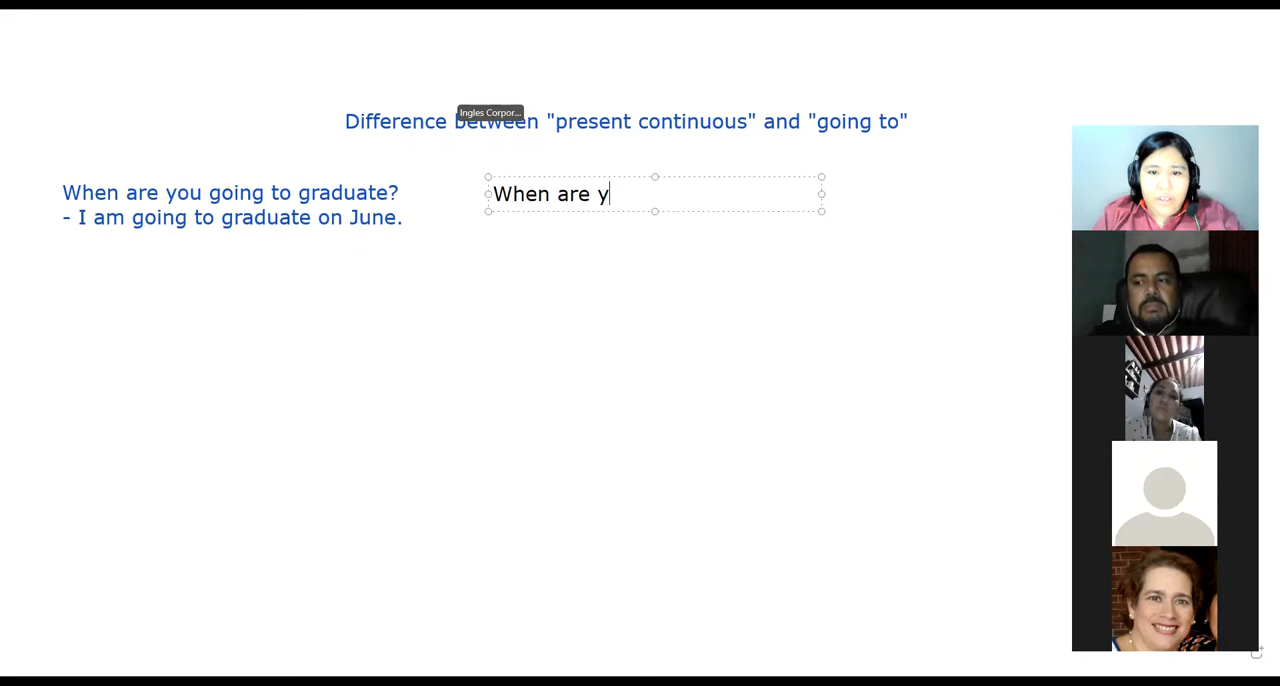 Ingles Corpor...
Difference between "present continuous" and "going to"
When are you going to graduate?
- I am going to graduate on June.
When are y